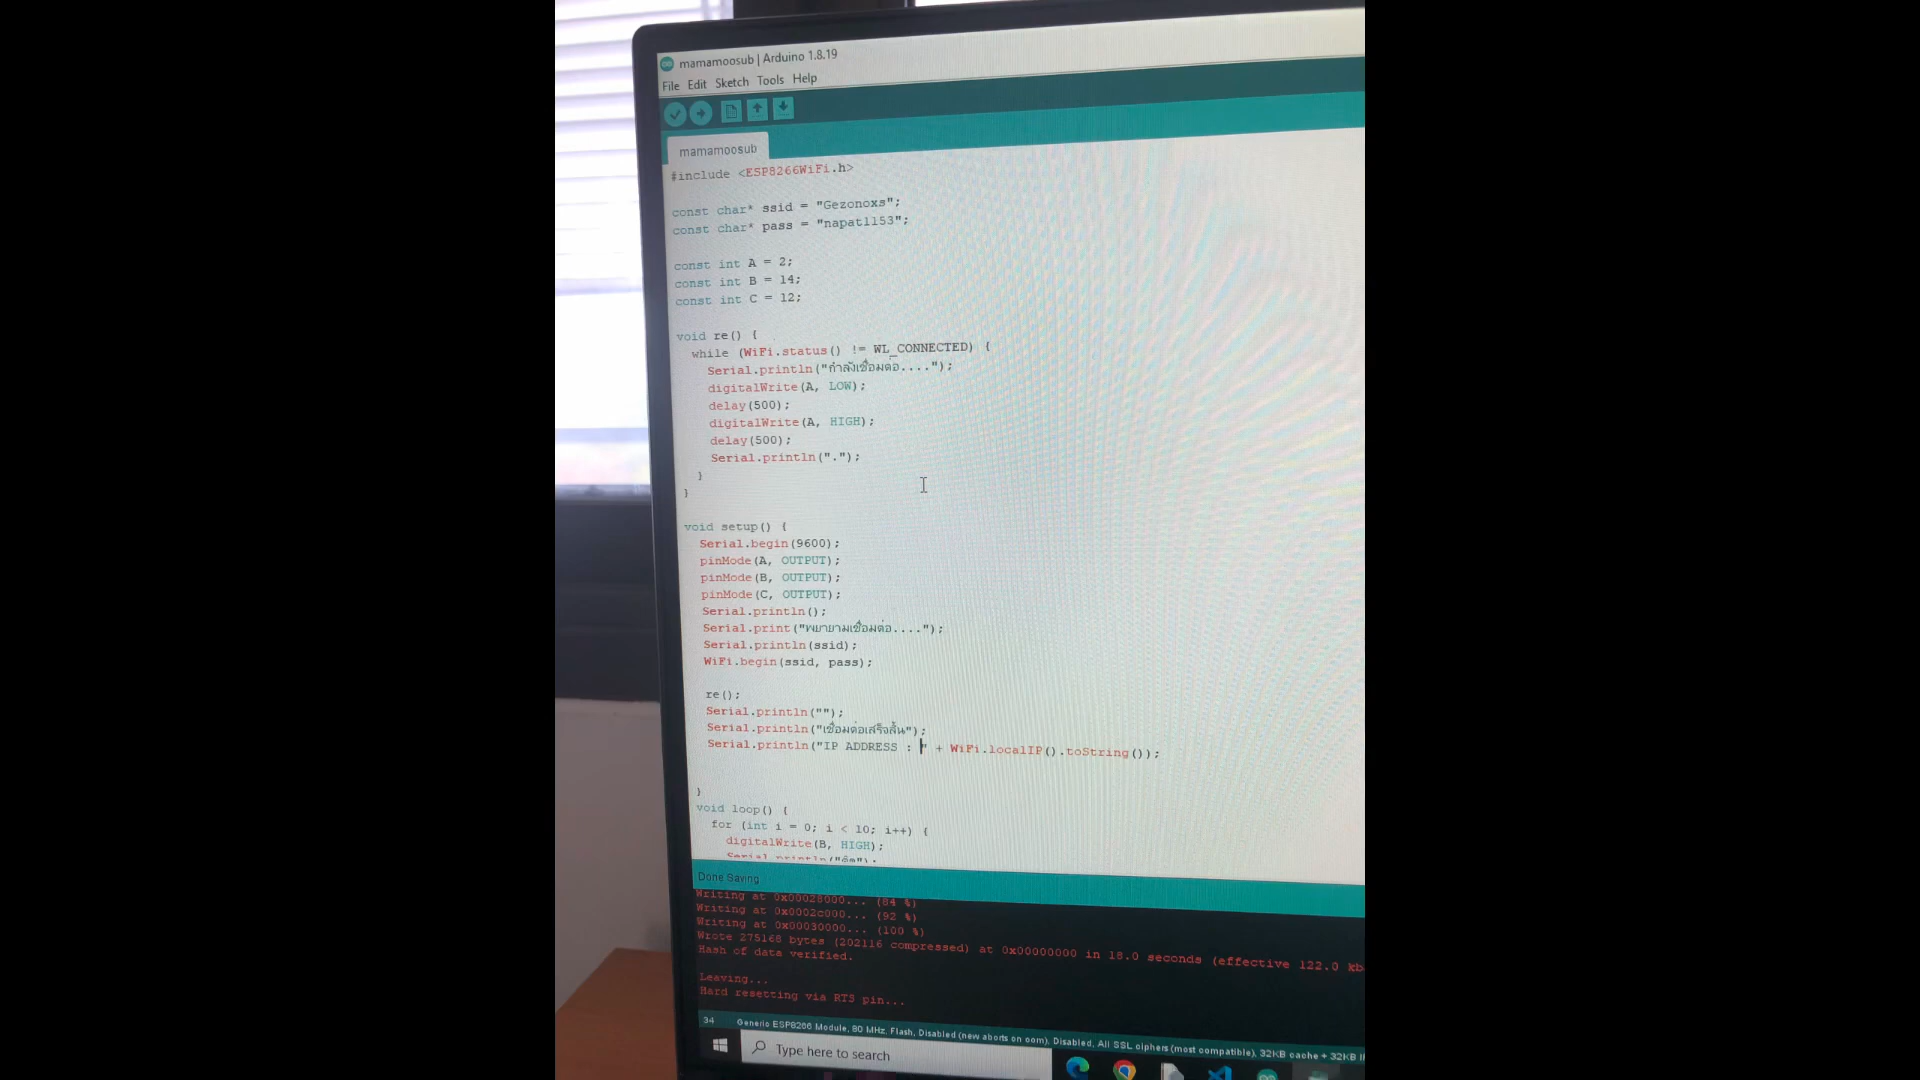 mamamoosub | Arduino 1.8.19
File Edit Sketch Tools Help
mamamoosub
#include <ESP8266WiFi.h>
const char* ssid = "Gezonoxs";
const char* pass = "napat1153";
const int A = 2;
const int B = 14;
const int C = 12;
void re() {
while (WiFi.status() != WL_CONNECTED) {
Serial.println("กำลังเชื่อมต่อ....");
digitalWrite(A, LOW);
delay(500);
digitalWrite(A, HIGH);
delay(500);
Serial.println(".");
}
}
void setup() {
Serial.begin(9600);
pinMode(A, OUTPUT);
pinMode(B, OUTPUT);
pinMode(C, OUTPUT);
Serial.println();
Serial.print("พยายามเชื่อมต่อ....");
Serial.println(ssid);
WiFi.begin(ssid, pass);
re();
Serial.println("");
Serial.println("เชื่อมต่อเสร็จสิ้น");
Serial.println("IP ADDRESS : " + WiFi.localIP().toString());
}
void loop() {
for (int i = 0; i < 10; i++) {
digitalWrite(B, HIGH);
Serial.println("
Done Saving
Writing at 0x00028000... (84 %)
Writing at 0x0002c000... (92 %)
Writing at 0x00030000... (100 %)
Wrote 275168 bytes (202116 compressed) at 0x00000000 in 18.0 seconds (effective 122.0 kb
Hash of data verified.
Leaving...
Hard resetting via RTS pin...
34 Generic ESP8266 Module, 80 MHz, Flash, Disabled (new aborts on oom), Disabled, All SSL ciphers (most compatible), 32KB cache + 32KB
Type here to search